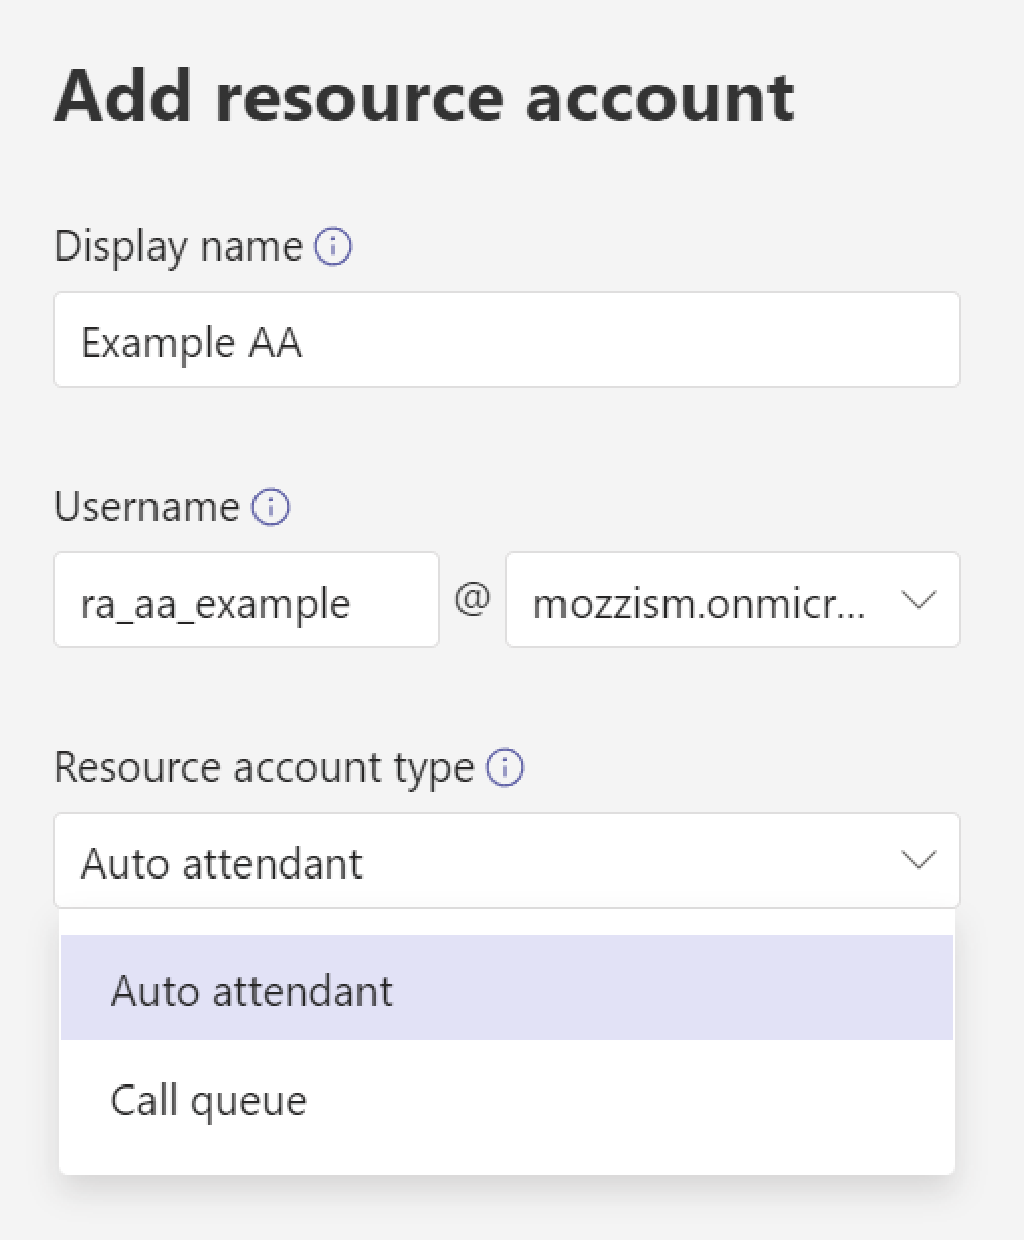 Add resource account
Display name
Example AA
Username
ra_aa_example @ mozzism.onmicr...
Resource account type
Auto attendant
Auto attendant
Call queue